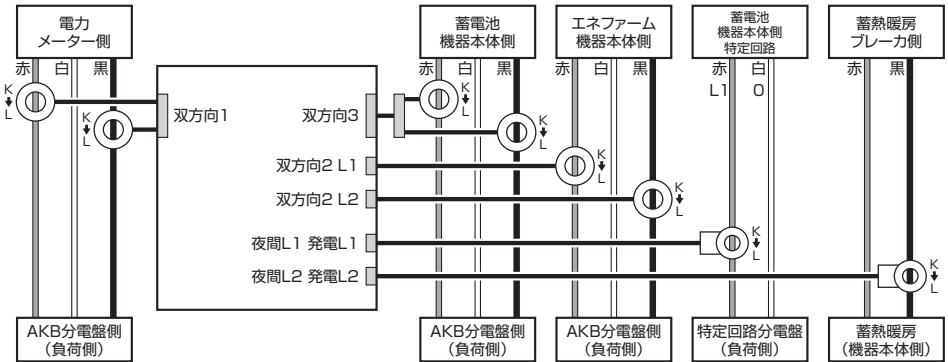 電力
メーター側
蓄電池
機器本体側
エネファーム
機器本体側
蓄電池
機器本体側
特定回路
蓄熱暖房
ブレーカ側
赤 白 黒
赤 白 黒
赤 白 黒
赤 白
L1 0
赤 黒
K
L
K
L
K
L
K
L
K
L
K
L
K
L
K
L
双方向1
双方向3
双方向2 L1
双方向2 L2
夜間L1 発電L1
夜間L2 発電L2
AKB分電盤側
(負荷側)
AKB分電盤側
(負荷側)
AKB分電盤側
(負荷側)
特定回路分電盤
(負荷側)
蓄熱暖房
(機器本体側)